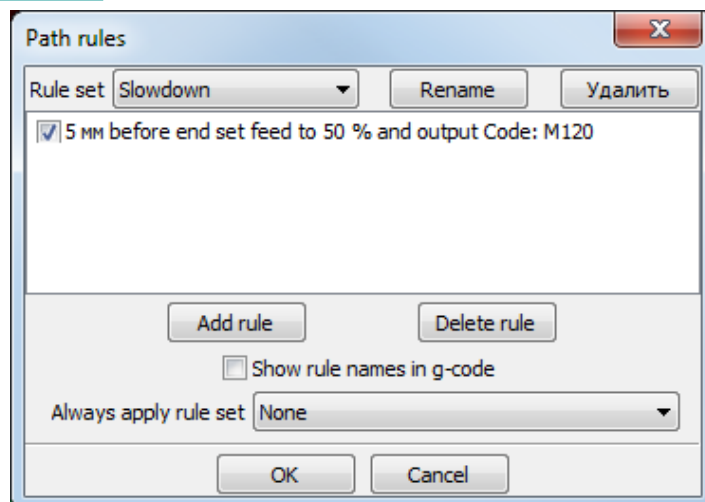 Path rules
Rule set Slowdown Rename Удалить
5 мм before end set feed to 50 % and output Code: M120
Add rule Delete rule
Show rule names in g-code
Always apply rule set None
OK Cancel